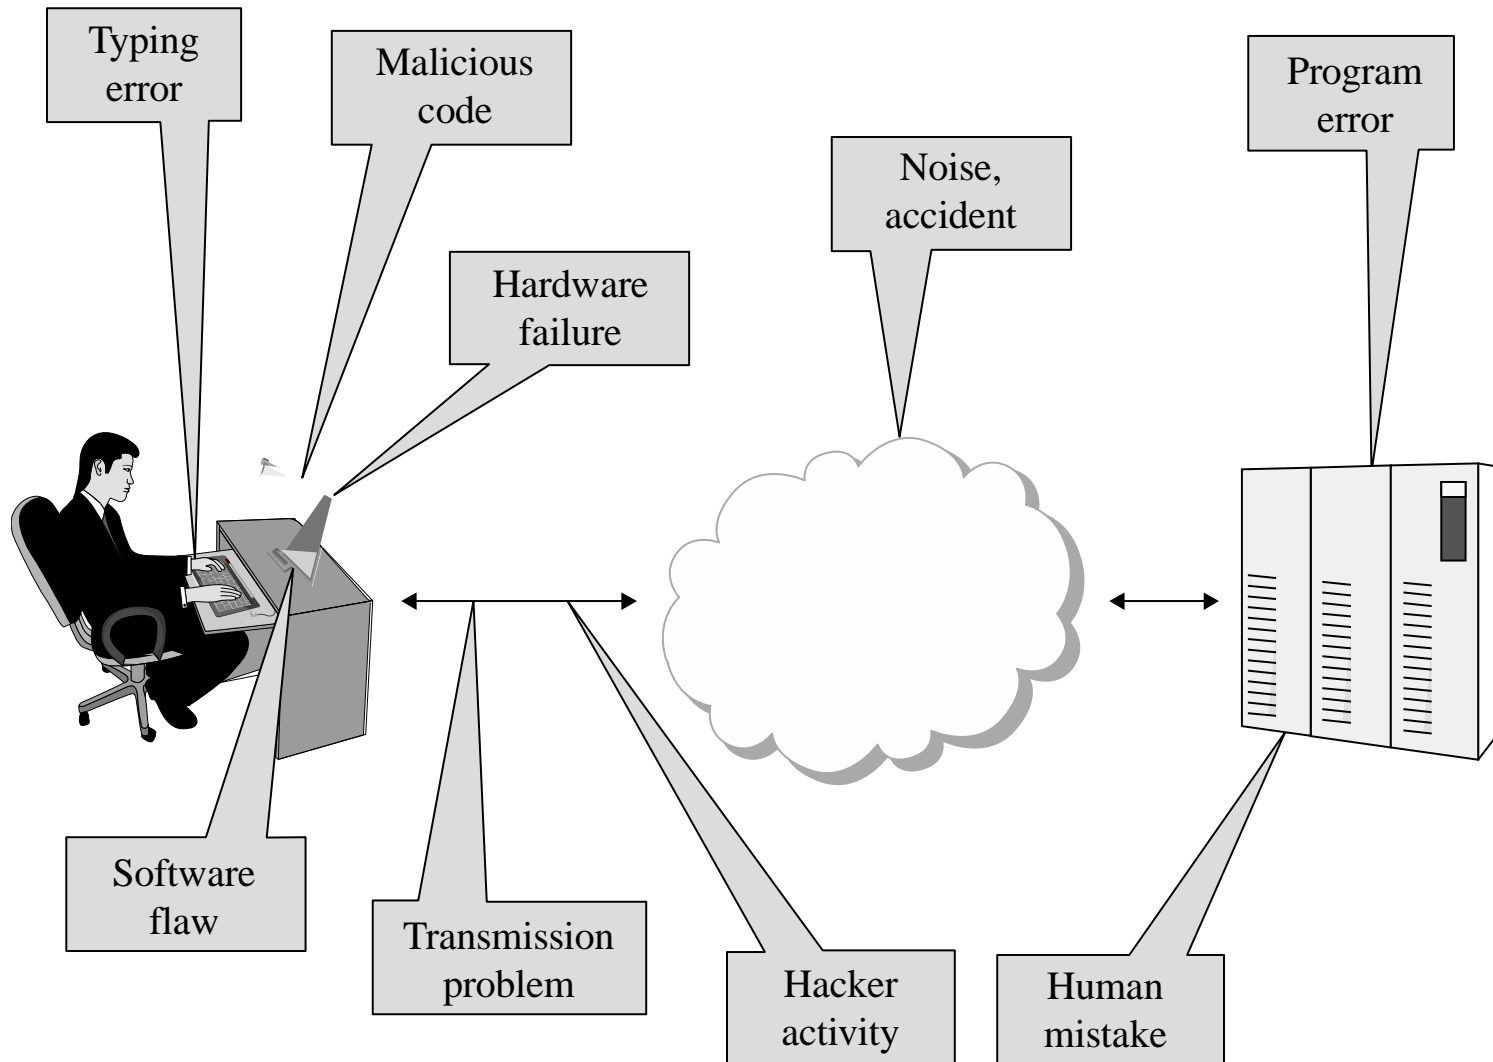 Typing
error
Malicious
code
Program
error
Noise,
accident
Hardware
failure
Software
flaw
Transmission
problem
Hacker
activity
Human
mistake